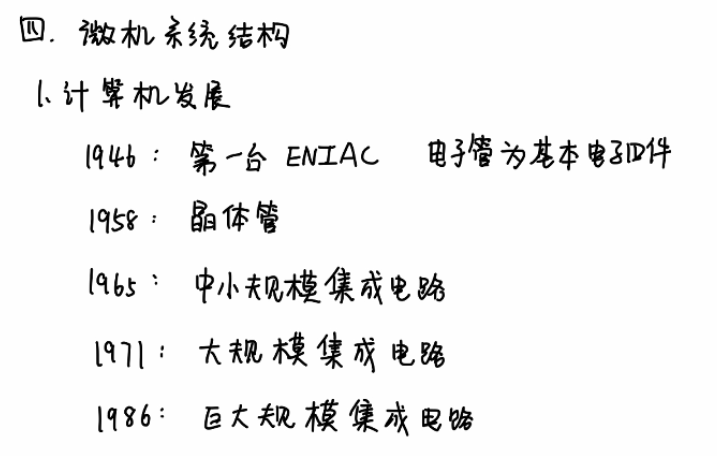 四. 微机系统结构
1. 计算机发展
1946: 第一台 ENIAC 电子管为基本电子四件
1958: 晶体管
1965: 中小规模集成电路
1971: 大规模集成电路
1986: 巨大规模集成电路